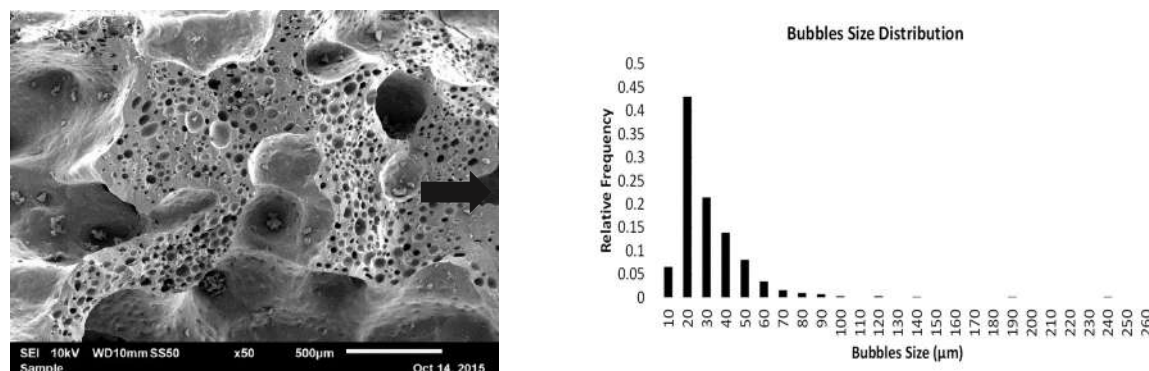 SEI 10kV WD10mm SS50 x50 500µm
Sample Oct 14, 2015
Bubbles Size Distribution
Relative Frequency
0.5
0.45
0.4
0.35
0.3
0.25
0.2
0.15
0.1
0.05
0
10 20 30 40 50 60 70 80 90 100 120 140 150 160 170 190 200 210 220 230 240 250 260
Bubbles Size (µm)